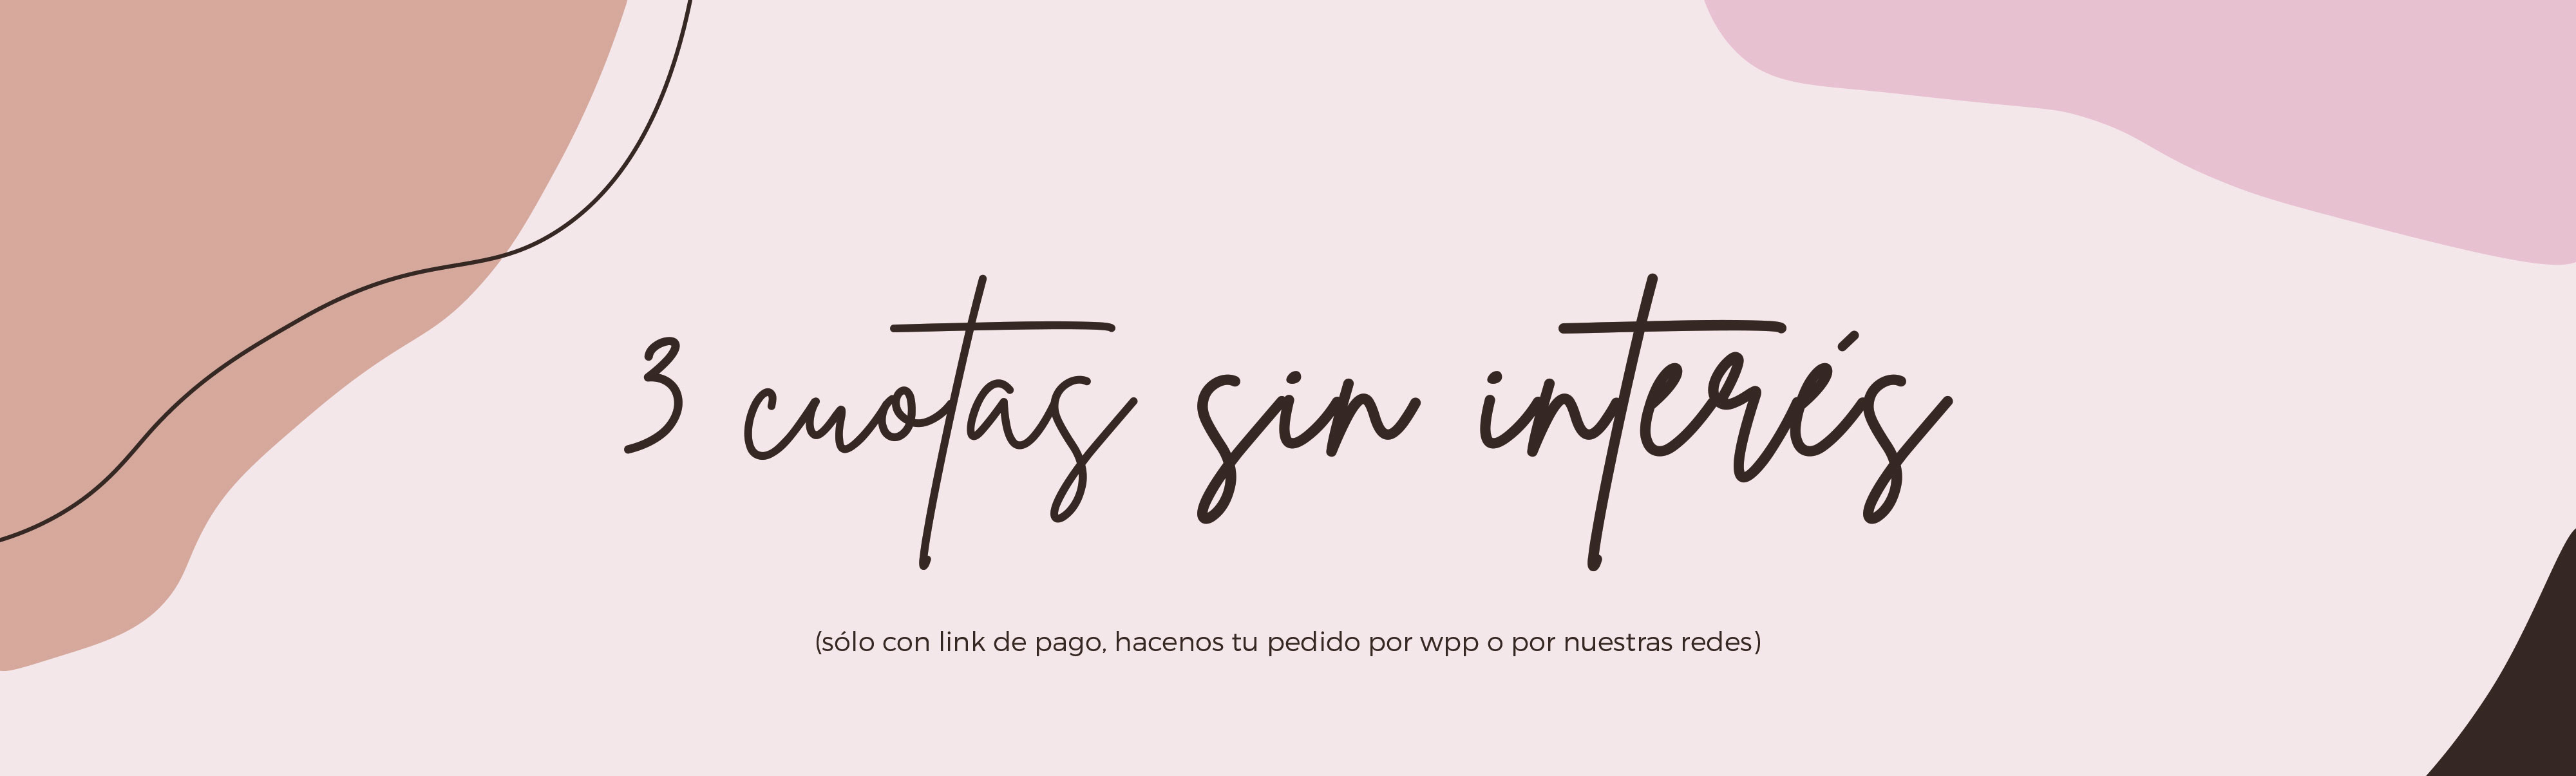 3 cuotas sin interés
(sólo con link de pago, hacenos tu pedido por wpp o por nuestras redes)